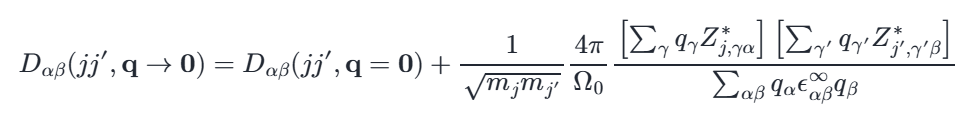 D_{\alpha\beta}(jj', \mathbf{q} \to \mathbf{0}) = D_{\alpha\beta}(jj', \mathbf{q} = \mathbf{0}) + \frac{1}{\sqrt{m_j m_{j'}}} \frac{4\pi}{\Omega_0} \frac{\left[\sum_{\gamma} q_{\gamma} Z^{*}_{j,\gamma\alpha}\right] \left[\sum_{\gamma'} q_{\gamma'} Z^{*}_{j',\gamma'\beta}\right]}{\sum_{\alpha\beta} q_{\alpha} \epsilon^{\infty}_{\alpha\beta} q_{\beta}}